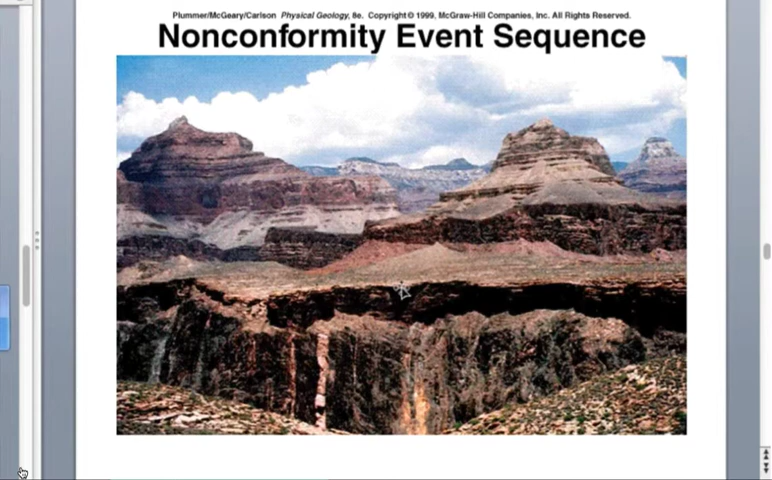 Plummer/McGeary/Carlson Physical Geology, 8e. Copyright © 1999, McGraw-Hill Companies, Inc. All Rights Reserved.
Nonconformity Event Sequence